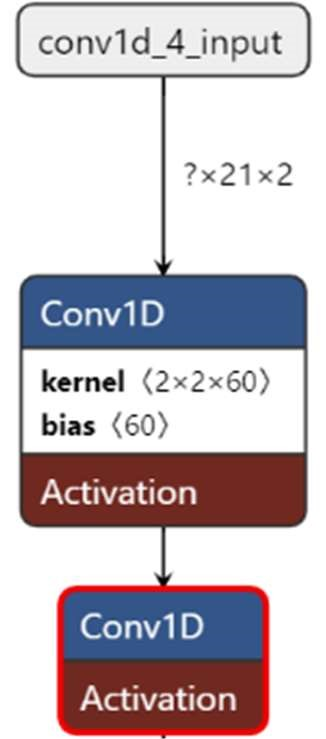 conv1d_4_input
?×21×2
Conv1D
kernel 〈2×2×60〉
bias 〈60〉
Activation
Conv1D
Activation